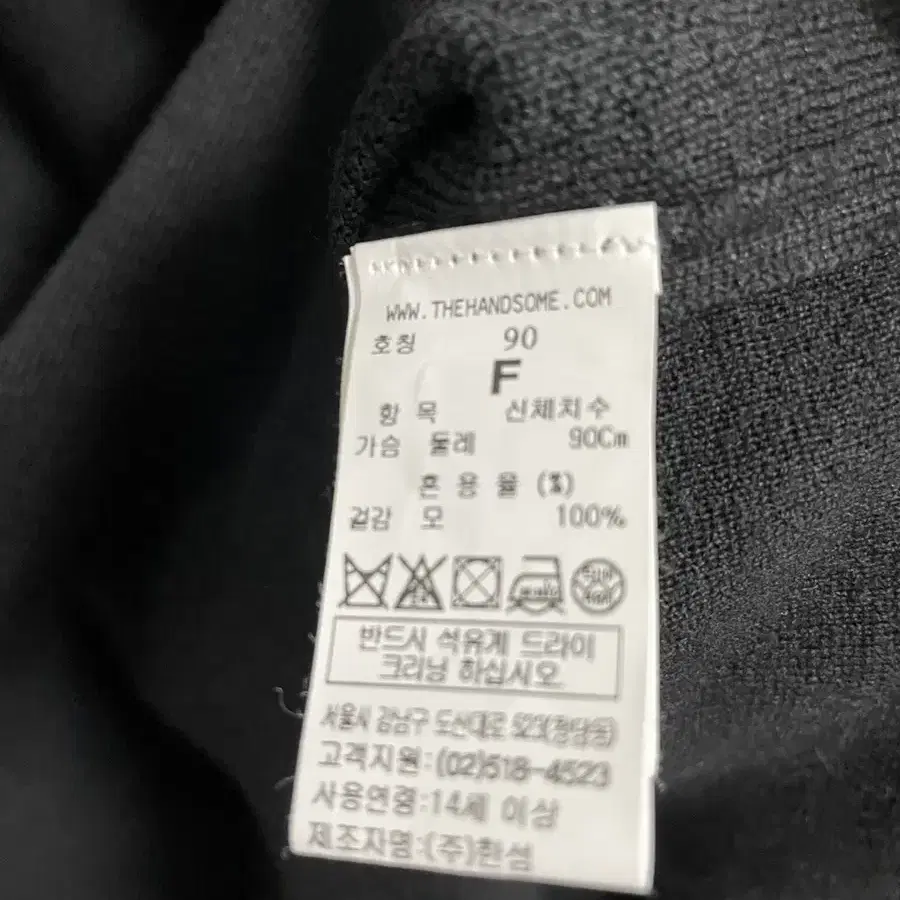 WWW.THEHANDSOME.COM
호칭 90
F
항 목 신체치수
가슴 둘레 90Cm
혼 용 율 (%)
겉감 모 100%
반드시 석유계 드라이
크리닝 하십시오
서울시 강남구 도산대로 523(청담동)
고객지원:(02)518-4523
사용연령:14세 이상
제조자명:(주)한섬